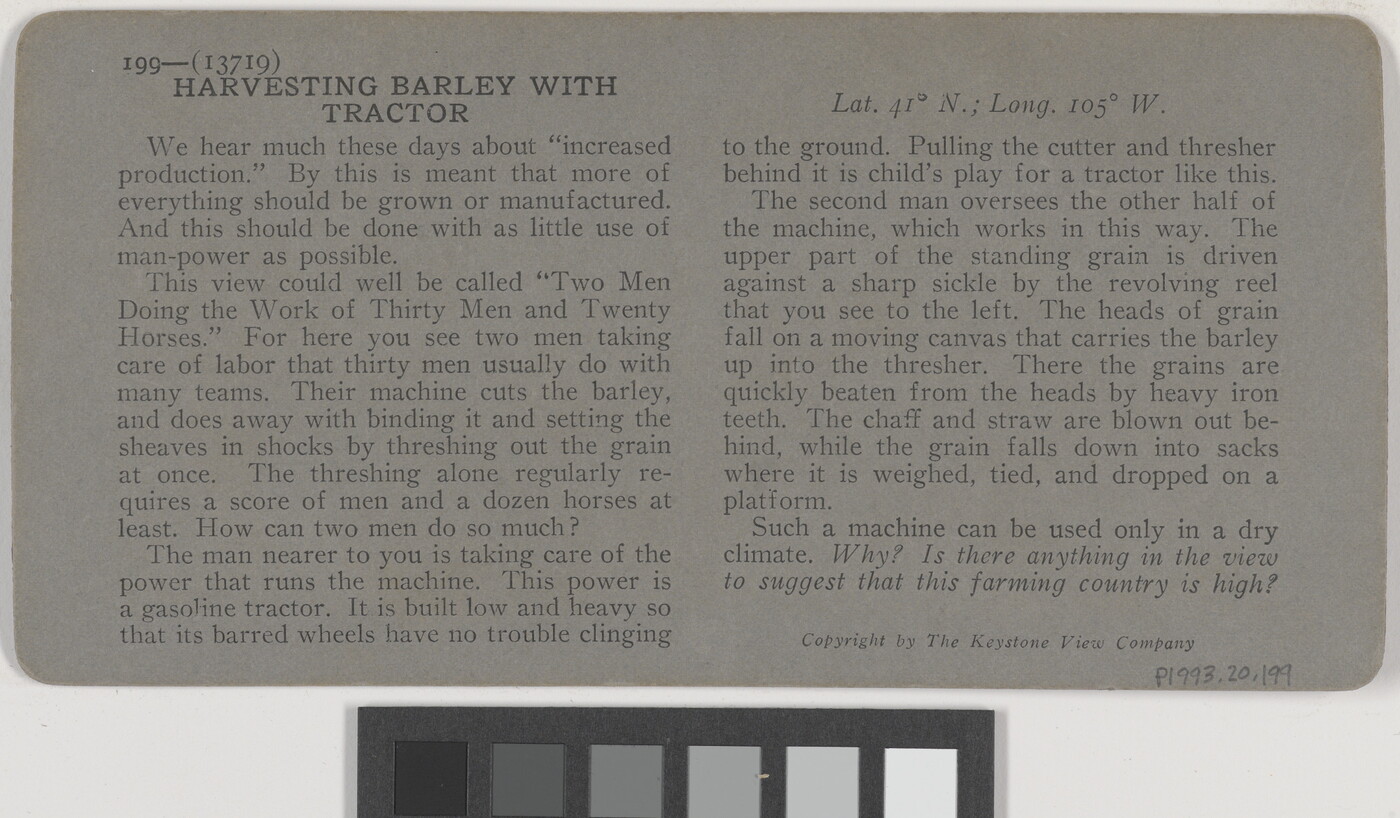 199—(13719)
HARVESTING BARLEY WITH
TRACTOR
We hear much these days about “increased
production.” By this is meant that more of
everything should be grown or manufactured.
And this should be done with as little use of
man-power as possible.
This view could well be called “Two Men
Doing the Work of Thirty Men and Twenty
Horses.” For here you see two men taking
care of labor that thirty men usually do with
many teams. Their machine cuts the barley,
and does away with binding it and setting the
sheaves in shocks by threshing out the grain
at once. The threshing alone regularly re-
quires a score of men and a dozen horses at
least. How can two men do so much?
The man nearer to you is taking care of the
power that runs the machine. This power is
a gasoline tractor. It is built low and heavy so
that its barred wheels have no trouble clinging
Lat. 41° N.; Long. 105° W.
to the ground. Pulling the cutter and thresher
behind it is child’s play for a tractor like this.
The second man oversees the other half of
the machine, which works in this way. The
upper part of the standing grain is driven
against a sharp sickle by the revolving reel
that you see to the left. The heads of grain
fall on a moving canvas that carries the barley
up into the thresher. There the grains are
quickly beaten from the heads by heavy iron
teeth. The chaff and straw are blown out be-
hind, while the grain falls down into sacks
where it is weighed, tied, and dropped on a
platform.
Such a machine can be used only in a dry
climate. Why? Is there anything in the view
to suggest that this farming country is high?
Copyright by The Keystone View Company
P1993.20.199